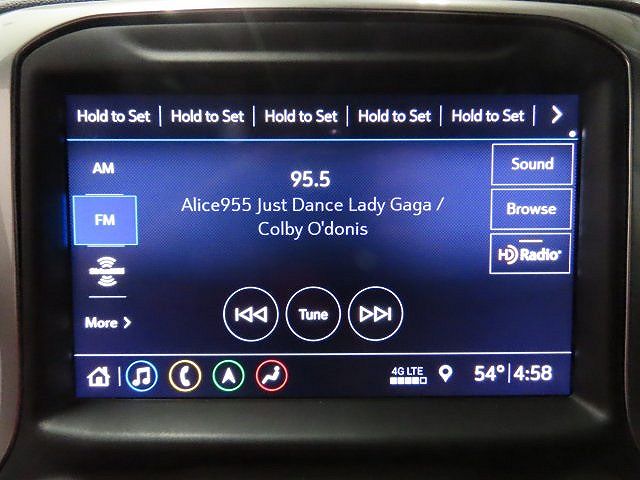 Hold to Set | Hold to Set | Hold to Set | Hold to Set | Hold to Set
AM
FM
SiriusXM
More
95.5
Alice955 Just Dance Lady Gaga /
Colby O'donis
Sound
Browse
HD Radio
Tune
4G LTE
54° | 4:58